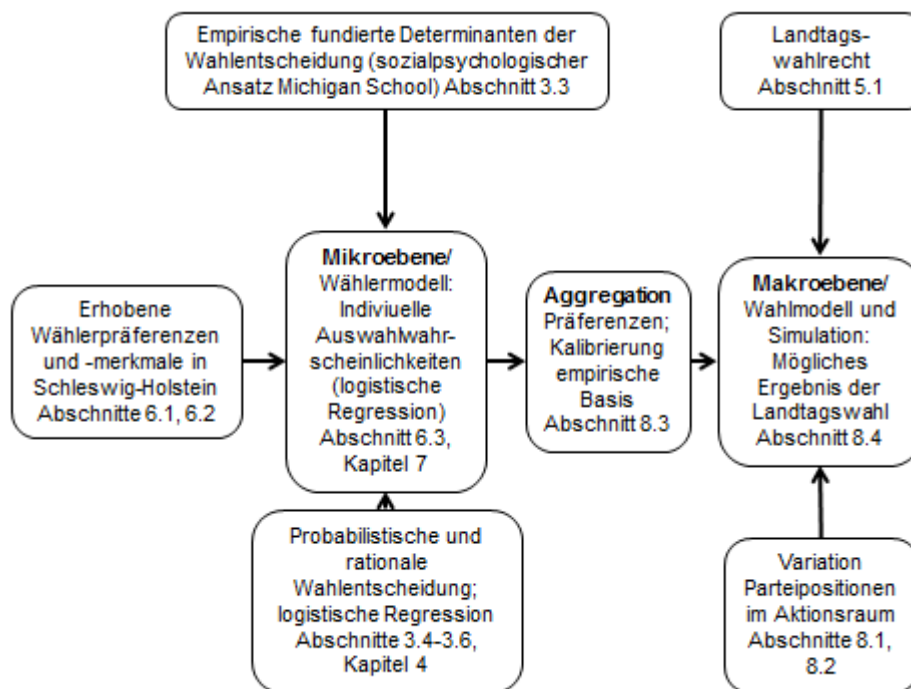 Empirische fundierte Determinanten der
Wahlentscheidung (sozialpsychologischer
Ansatz Michigan School) Abschnitt 3.3
Landtags-
wahlrecht
Abschnitt 5.1
Erhobene
Wählerpräferenzen
und -merkmale in
Schleswig-Holstein
Abschnitte 6.1, 6.2
Mikroebene/
Wählermodell:
Indiviuelle
Auswahlwahr-
scheinlichkeiten
(logistische
Regression)
Abschnitt 6.3,
Kapitel 7
Aggregation
Präferenzen;
Kalibrierung
empirische
Basis
Abschnitt 8.3
Makroebene/
Wahlmodell und
Simulation:
Mögliches
Ergebnis der
Landtagswahl
Abschnitt 8.4
Probabilistische und
rationale
Wahlentscheidung;
logistische Regression
Abschnitte 3.4-3.6,
Kapitel 4
Variation
Parteipositionen
im Aktionsraum
Abschnitte 8.1,
8.2